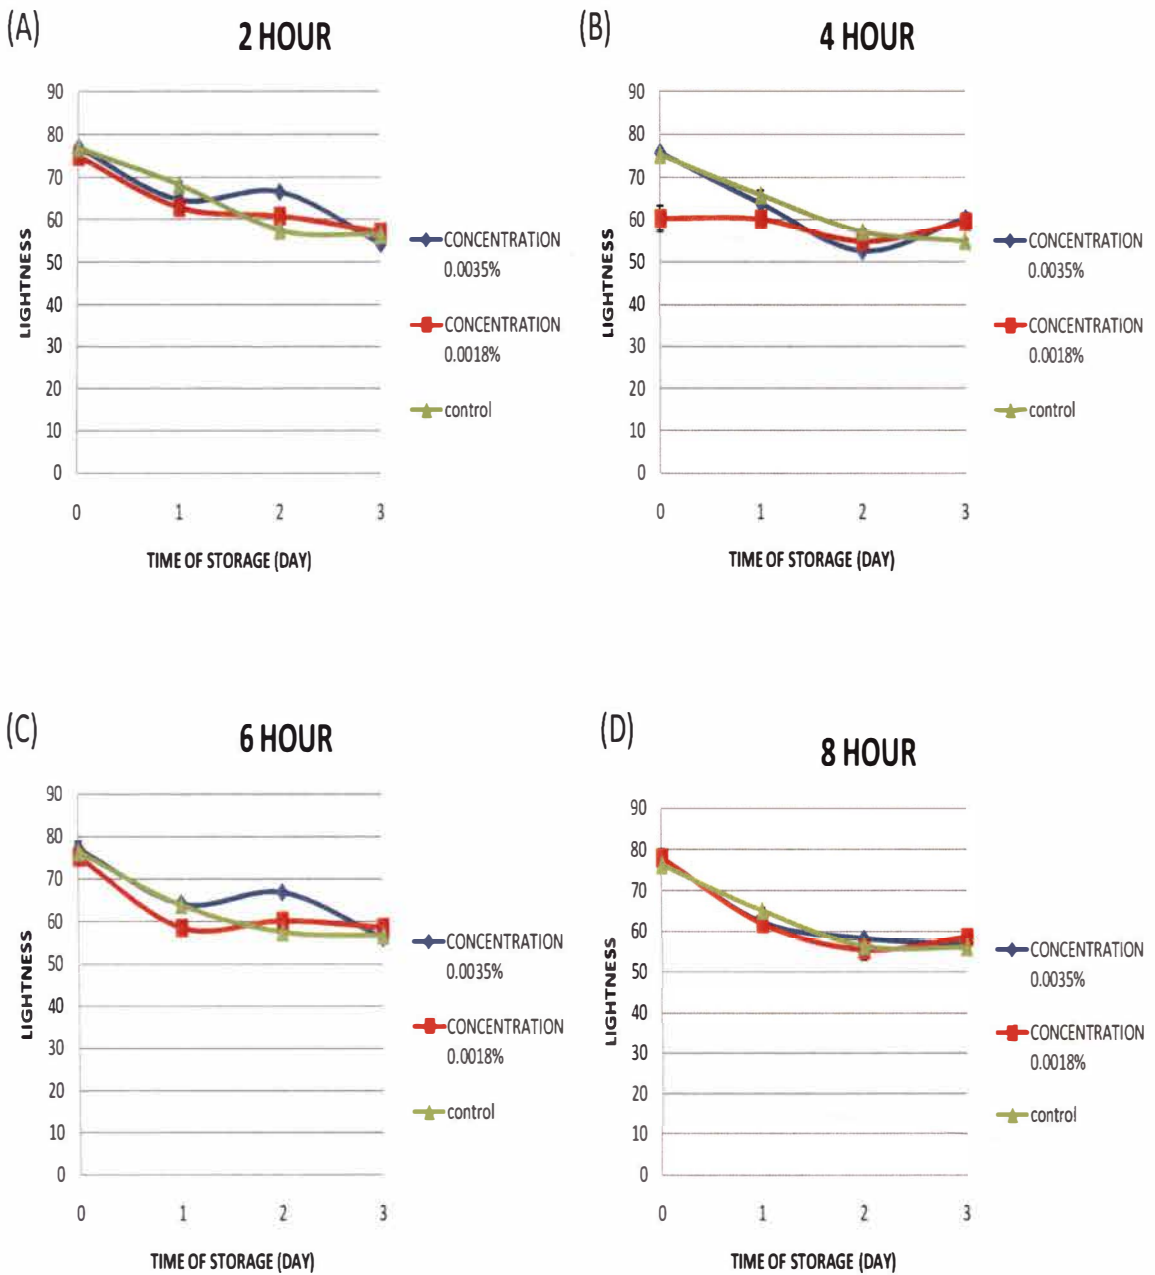 (A)
2 HOUR
90
80
70
60
50
40
30
20
10
0
LIGHTNESS
0 1 2 3
TIME OF STORAGE (DAY)
CONCENTRATION
0.0035%
CONCENTRATION
0.0018%
control
(B)
4 HOUR
90
80
70
60
50
40
30
20
10
0
LIGHTNESS
0 1 2 3
TIME OF STORAGE (DAY)
CONCENTRATION
0.0035%
CONCENTRATION
0.0018%
control
(C)
6 HOUR
90
80
70
60
50
40
30
20
10
0
LIGHTNESS
0 1 2 3
TIME OF STORAGE (DAY)
CONCENTRATION
0.0035%
CONCENTRATION
0.0018%
control
(D)
8 HOUR
90
80
70
60
50
40
30
20
10
0
LIGHTNESS
0 1 2 3
TIME OF STORAGE (DAY)
CONCENTRATION
0.0035%
CONCENTRATION
0.0018%
control